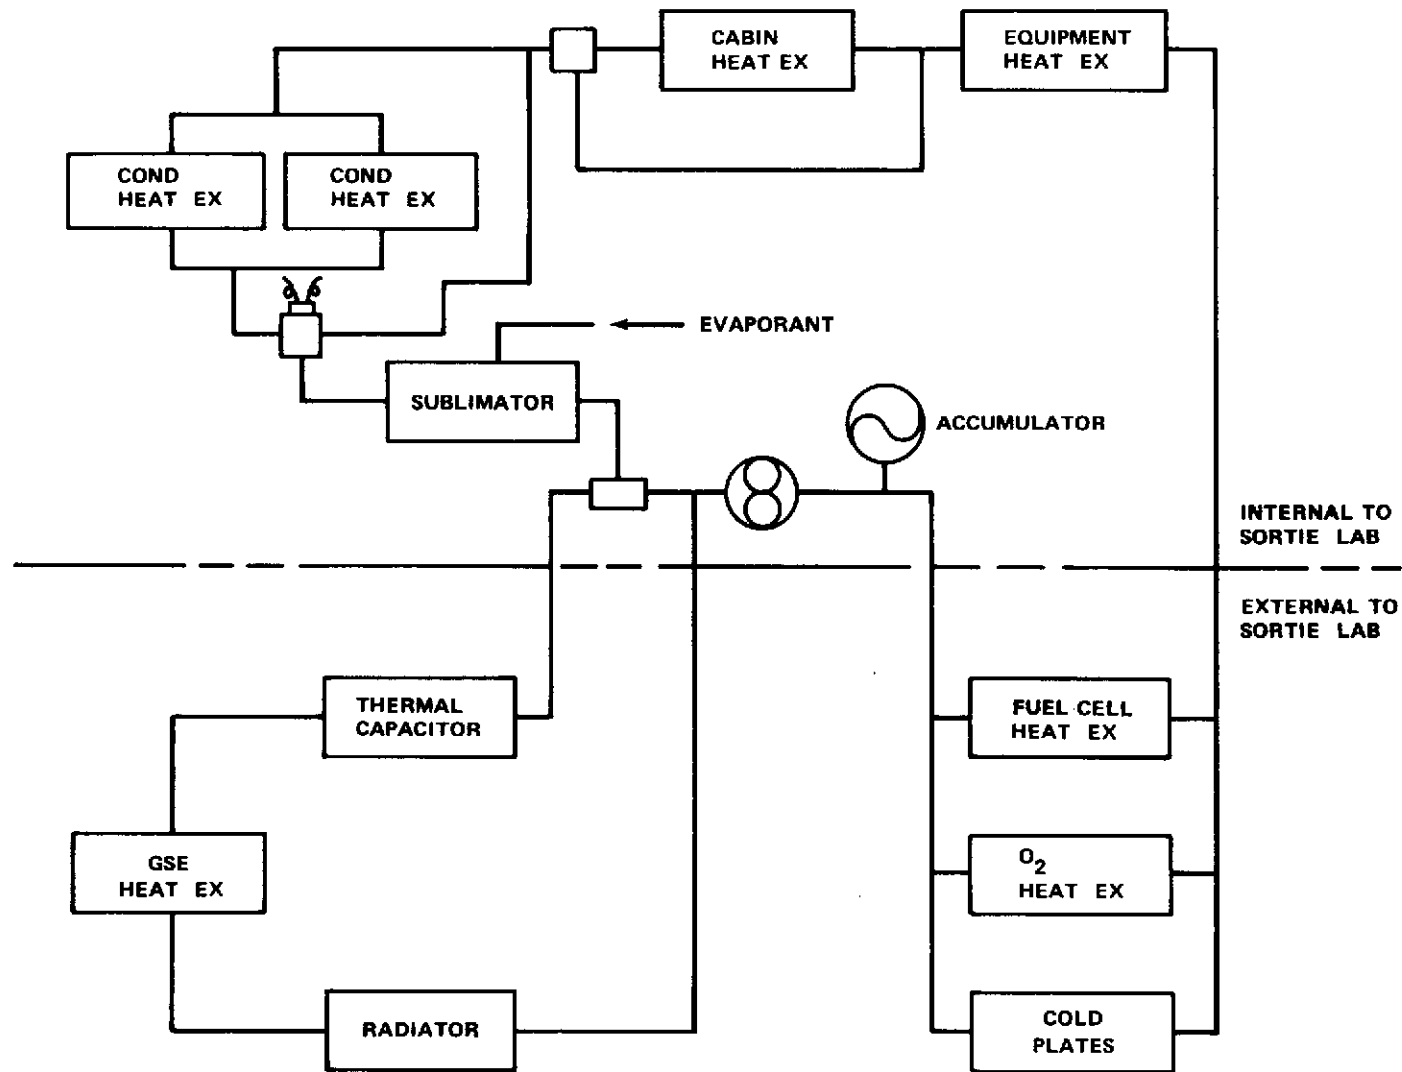 CABIN
HEAT EX
EQUIPMENT
HEAT EX
COND
HEAT EX
COND
HEAT EX
EVAPORANT
SUBLIMATOR
ACCUMULATOR
INTERNAL TO
SORTIE LAB
EXTERNAL TO
SORTIE LAB
THERMAL
CAPACITOR
FUEL CELL
HEAT EX
GSE
HEAT EX
O2
HEAT EX
RADIATOR
COLD
PLATES